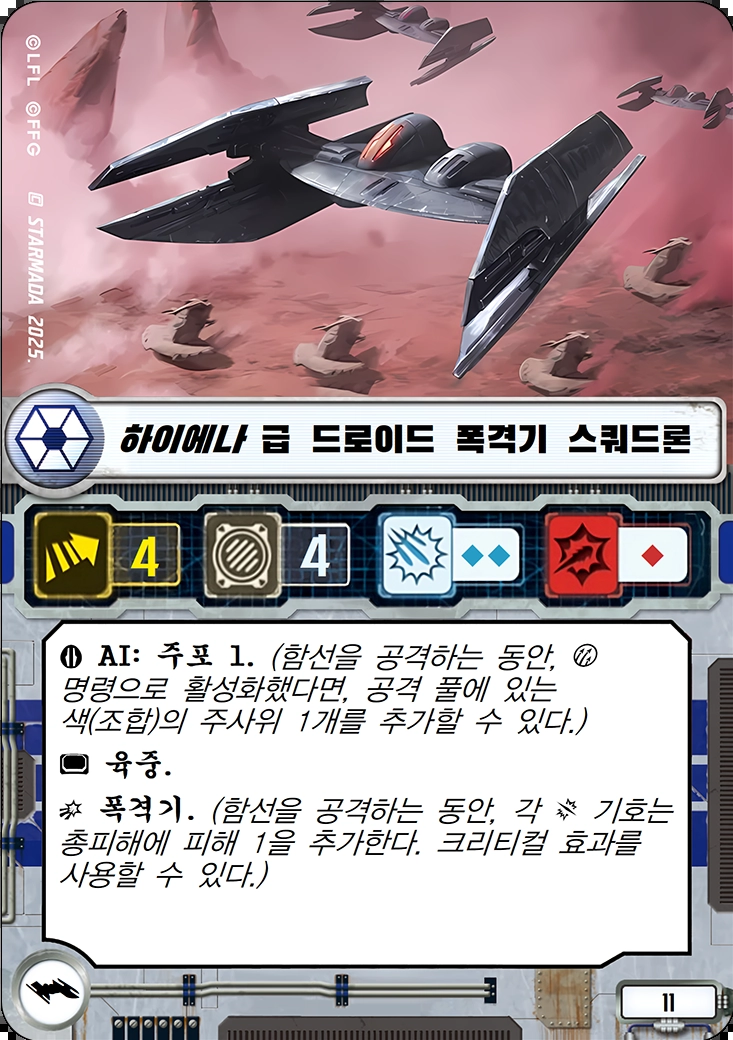 ©LFL ©FFG
STARMADA 2025.
하이에나 급 드로이드 폭격기 스쿼드론
4 4
AI: 주포 1. (함선을 공격하는 동안,
명령으로 활성화했다면, 공격 풀에 있는
색(조합)의 주사위 1개를 추가할 수 있다.)
육중.
폭격기. (함선을 공격하는 동안, 각 기호는
총피해에 피해 1을 추가한다. 크리티컬 효과를
사용할 수 있다.)
11